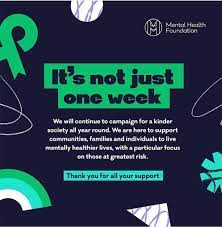 Mental Health
Foundation
It's not just
one week
We will continue to campaign for a kinder
society all year round. We are here to support
communities, families and individuals to live
mentally healthier lives, with a particular focus
on those at greatest risk.
Thank you for all your support